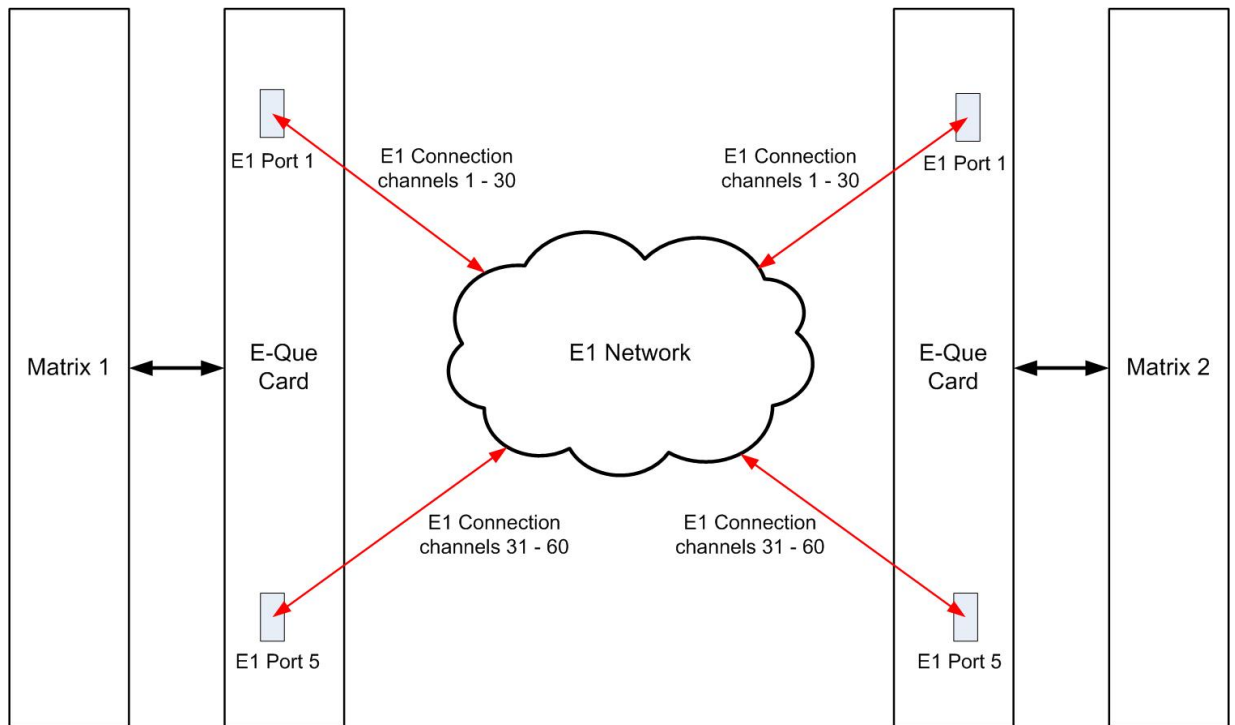 E1 Port 1
E1 Connection
channels 1 - 30
E1 Connection
channels 1 - 30
E1 Port 1
Matrix 1
E-Que
Card
E1 Network
E-Que
Card
Matrix 2
E1 Connection
channels 31 - 60
E1 Connection
channels 31 - 60
E1 Port 5
E1 Port 5